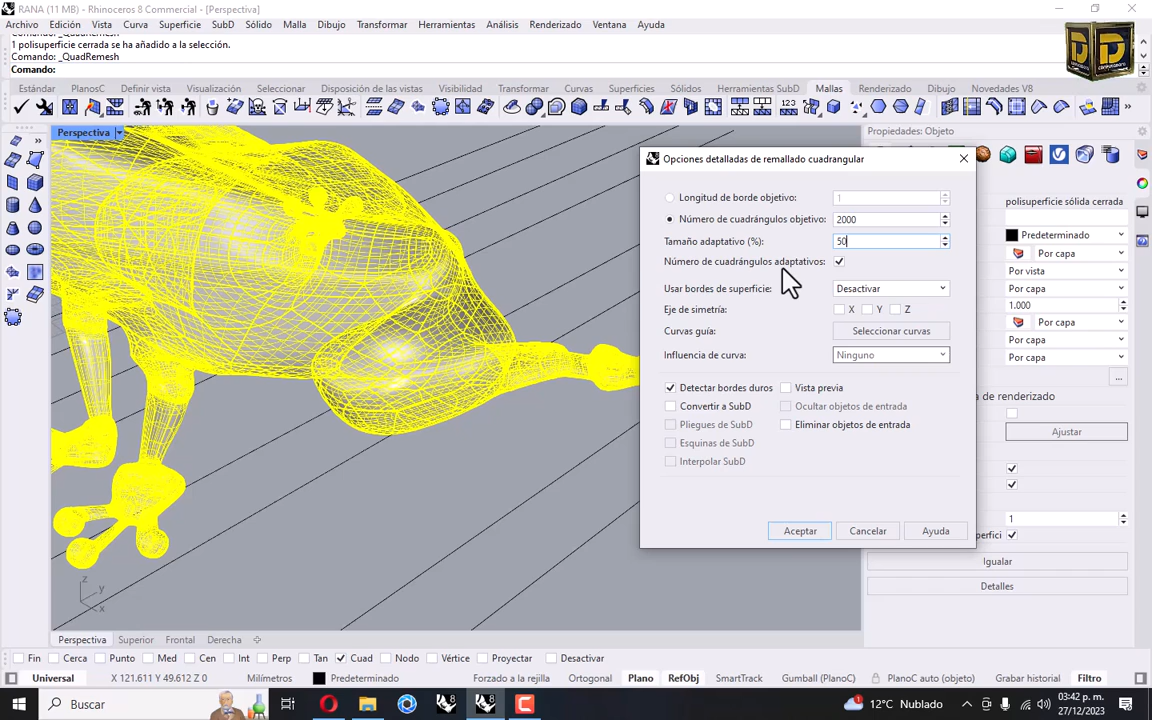 RANA (11 MB) - Rhinoceros 8 Commercial - [Perspectiva]
Archivo Edición Vista Curva Superficie SubD Sólido Malla Dibujo Transformar Herramientas Análisis Renderizado Ventana Ayuda
Comando: _QuadRemesh
1 polisuperficie cerrada se ha añadido a la selección.
Comando: _QuadRemesh
Comando:
Estándar PlanosC Definir vista Visualización Seleccionar Disposición de las vistas Visibilidad Transformar Curvas Superficies Sólidos Herramientas SubD Mallas Renderizado Dibujo Novedades V8
Perspectiva
Propiedades: Objeto
Opciones detalladas de remallado cuadrangular
Longitud de borde objetivo: 1
Número de cuadrángulos objetivo: 2000
Tamaño adaptativo (%): 50
Número de cuadrángulos adaptativos:
Usar bordes de superficie: Desactivar
Eje de simetría: X Y Z
Curvas guía: Seleccionar curvas
Influencia de curva: Ninguno
Detectar bordes duros Vista previa
Convertir a SubD Ocultar objetos de entrada
Pliegues de SubD Eliminar objetos de entrada
Esquinas de SubD
Interpolar SubD
Aceptar Cancelar Ayuda
polisuperficie sólida cerrada
Predeterminado
Por capa
Por vista
Por capa
1.000
Por capa
Por capa
Por capa
...
a de renderizado
Ajustar
1
perfici
Igualar
Detalles
z
y
x
Perspectiva Superior Frontal Derecha
Fin Cerca Punto Med Cen Int Perp Tan Cuad Nodo Vértice Proyectar Desactivar
Universal X 121.611 Y 49.612 Z 0 Milímetros Predeterminado Forzado a la rejilla Ortogonal Plano RefObj SmartTrack Gumball (PlanoC) PlanoC auto (objeto) Grabar historial Filtro
Buscar
12°C Nublado
03:42 p. m.
27/12/2023